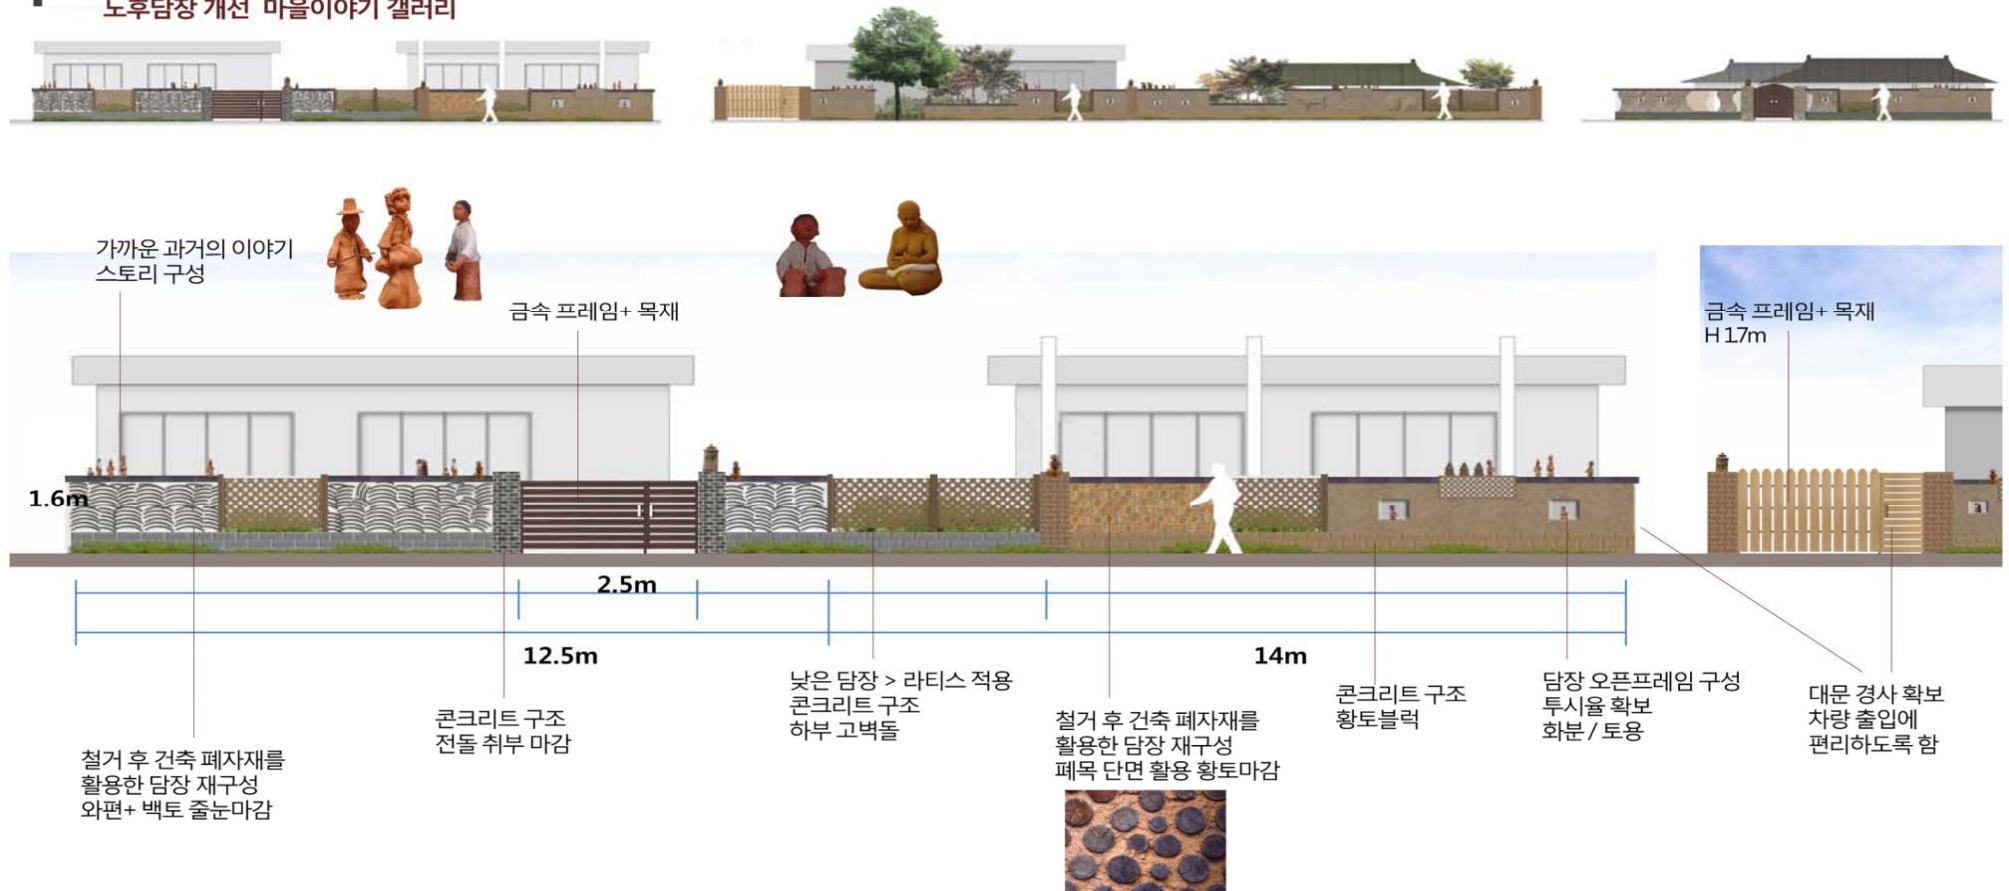 노후담장 개선 마을이야기 갤러리
가까운 과거의 이야기
스토리 구성
금속 프레임+ 목재
금속 프레임+ 목재
H 1.7m
1.6m
2.5m
12.5m
14m
철거 후 건축 폐자재를
활용한 담장 재구성
와편+ 백토 줄눈마감
콘크리트 구조
전돌 취부 마감
낮은 담장 > 라티스 적용
콘크리트 구조
하부 고벽돌
철거 후 건축 폐자재를
활용한 담장 재구성
폐목 단면 활용 황토마감
콘크리트 구조
황토블럭
담장 오픈프레임 구성
투시율 확보
화분 / 토용
대문 경사 확보
차량 출입에
편리하도록 함